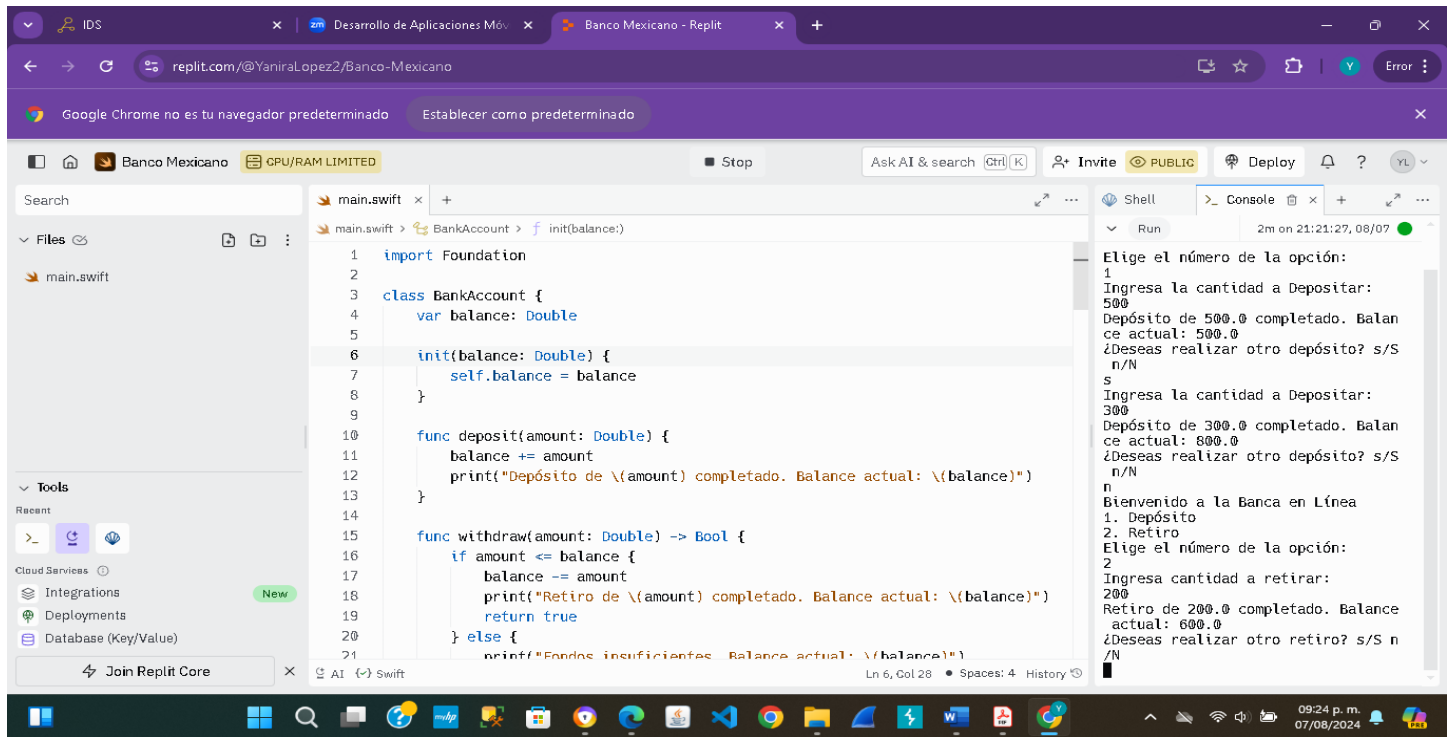 IDS
zm Desarrollo de Aplicaciones Móv
Banco Mexicano - Replit
replit.com/@YaniraLopez2/Banco-Mexicano
Y
Error
Google Chrome no es tu navegador predeterminado
Establecer como predeterminado
Banco Mexicano
CPU/RAM LIMITED
Stop
Ask AI & search Ctrl K
Invite
PUBLIC
Deploy
?
YL
Search
Files
main.swift
Tools
Recent
Cloud Services
Integrations New
Deployments
Database (Key/Value)
Join Replit Core
main.swift
main.swift > BankAccount > f init(balance:)
1 import Foundation
2
3 class BankAccount {
4 var balance: Double
5
6 init(balance: Double) {
7 self.balance = balance
8 }
9
10 func deposit(amount: Double) {
11 balance += amount
12 print("Depósito de \(amount) completado. Balance actual: \(balance)")
13 }
14
15 func withdraw(amount: Double) -> Bool {
16 if amount <= balance {
17 balance -= amount
18 print("Retiro de \(amount) completado. Balance actual: \(balance)")
19 return true
20 } else {
21 print("Fondos insuficientes. Balance actual: \(balance)")
AI {} Swift
Ln 6, Col 28 • Spaces: 4 History
Shell
>_ Console
Run
2m on 21:21:27, 08/07
Elige el número de la opción:
1
Ingresa la cantidad a Depositar:
500
Depósito de 500.0 completado. Balan
ce actual: 500.0
¿Deseas realizar otro depósito? s/S
n/N
s
Ingresa la cantidad a Depositar:
300
Depósito de 300.0 completado. Balan
ce actual: 800.0
¿Deseas realizar otro depósito? s/S
n/N
n
Bienvenido a la Banca en Línea
1. Depósito
2. Retiro
Elige el número de la opción:
2
Ingresa cantidad a retirar:
200
Retiro de 200.0 completado. Balance
actual: 600.0
¿Deseas realizar otro retiro? s/S n
/N
myhp
09:24 p. m.
07/08/2024
PRE